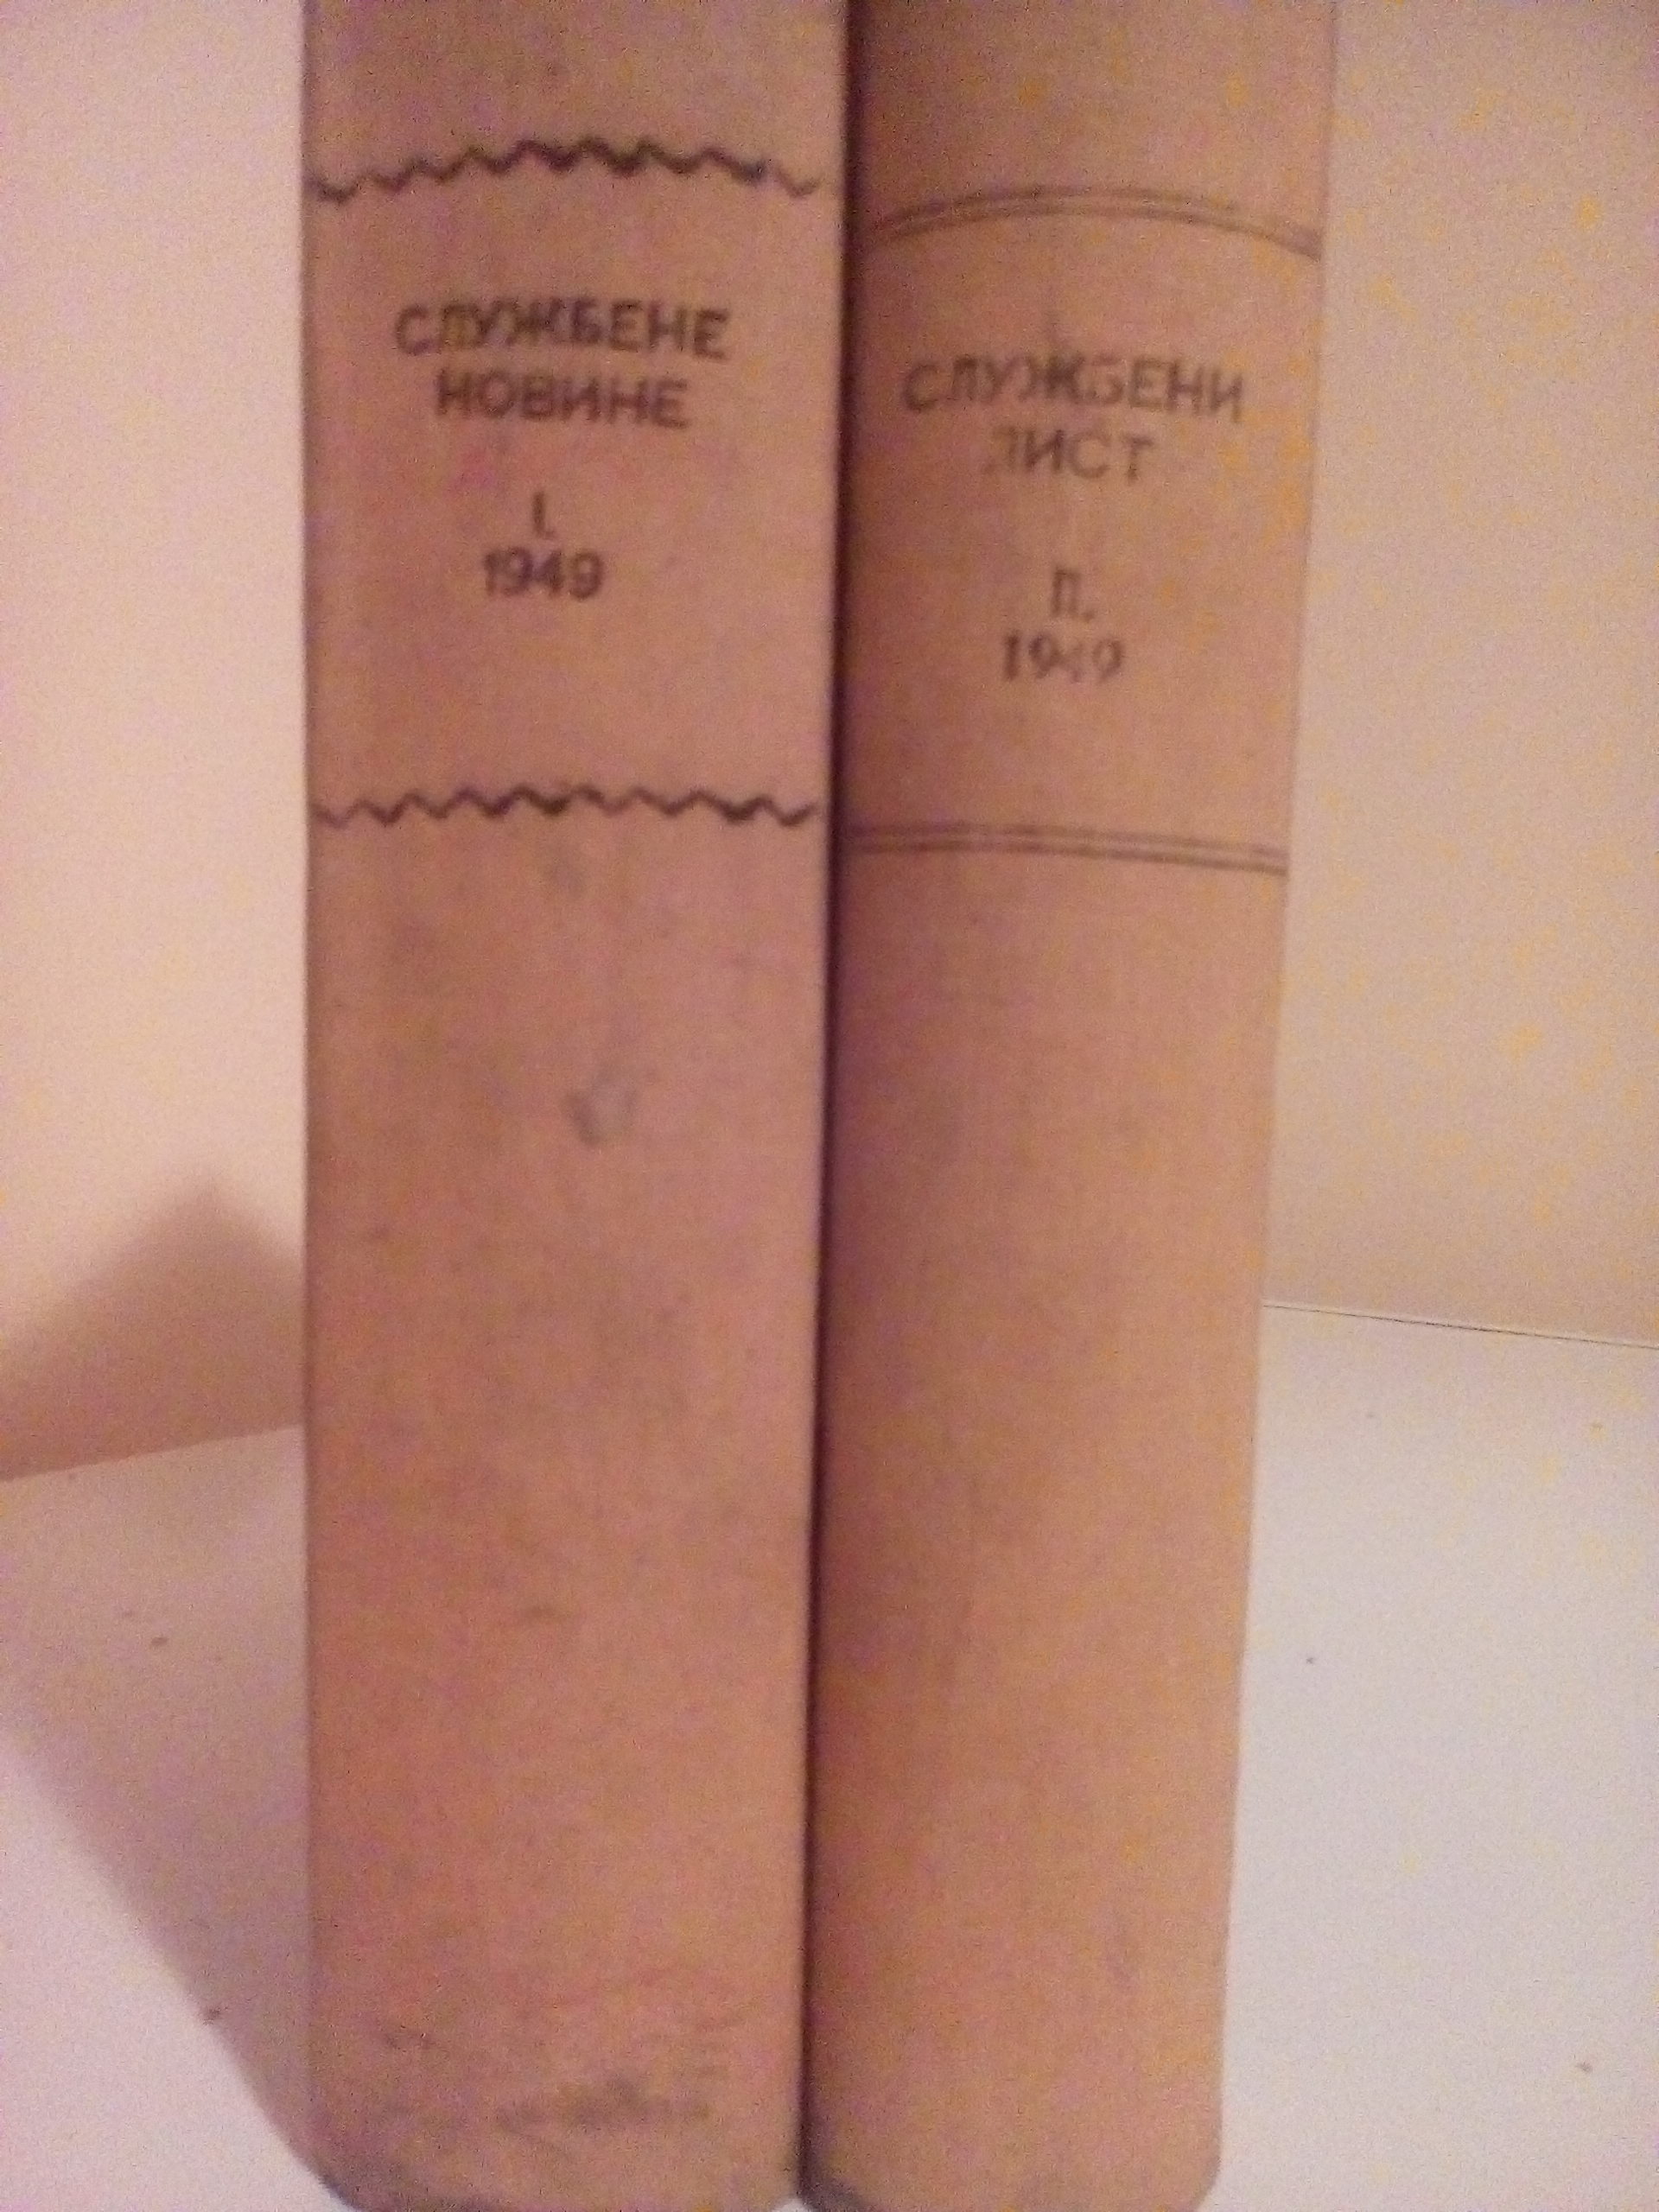 СЛУЖБЕНЕ
НОВИНЕ
I.
1949
СЛУЖБЕНИ
ЛИСТ
II.
1949